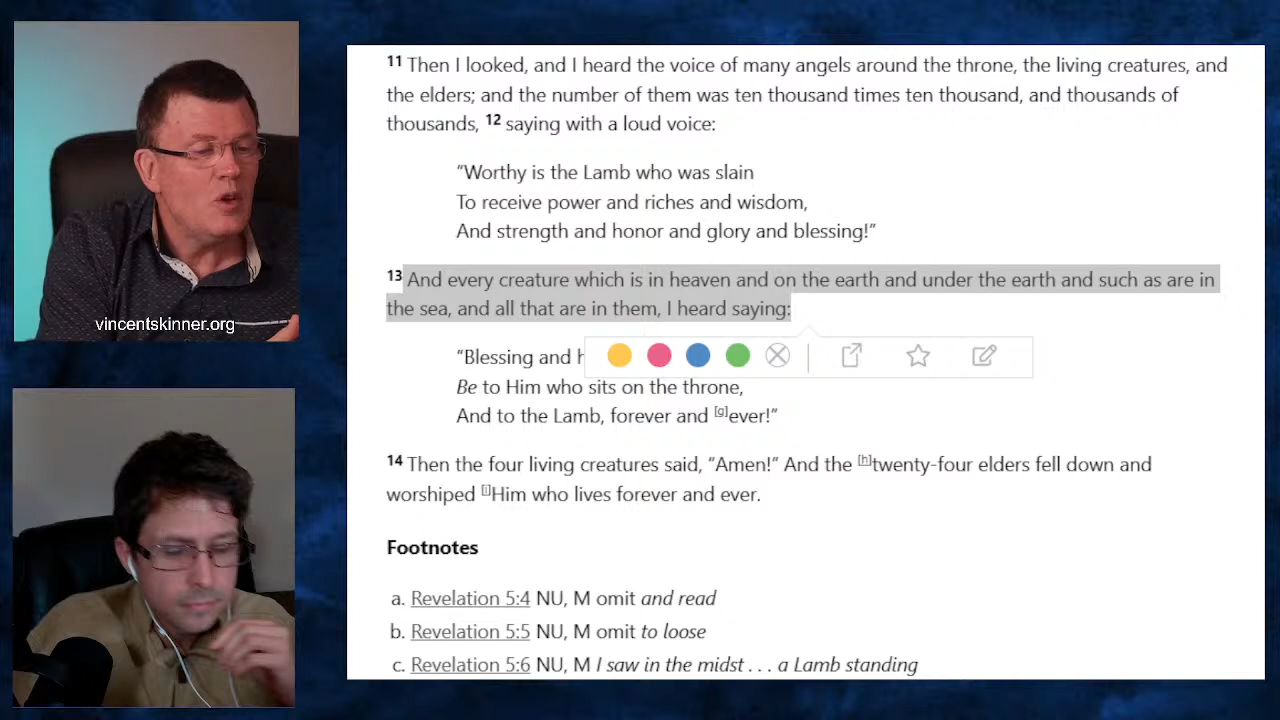 vincentskinner.org
11 Then I looked, and I heard the voice of many angels around the throne, the living creatures, and
the elders; and the number of them was ten thousand times ten thousand, and thousands of
thousands, 12 saying with a loud voice:
“Worthy is the Lamb who was slain
To receive power and riches and wisdom,
And strength and honor and glory and blessing!”
13 And every creature which is in heaven and on the earth and under the earth and such as are in
the sea, and all that are in them, I heard saying:
“Blessing and h
Be to Him who sits on the throne,
And to the Lamb, forever and [g]ever!”
14 Then the four living creatures said, “Amen!” And the [h]twenty-four elders fell down and
worshiped [i]Him who lives forever and ever.
Footnotes
a. Revelation 5:4 NU, M omit and read
b. Revelation 5:5 NU, M omit to loose
c. Revelation 5:6 NU, M I saw in the midst . . . a Lamb standing